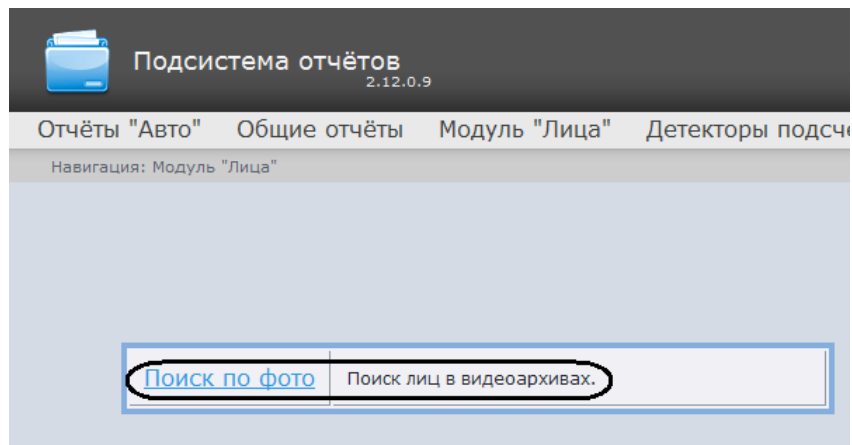 Подсистема отчётов
2.12.0.9
Отчёты "Авто" Общие отчёты Модуль "Лица" Детекторы
Навигация: Модуль "Лица"
Поиск по фото Поиск лиц в видеоархивах.